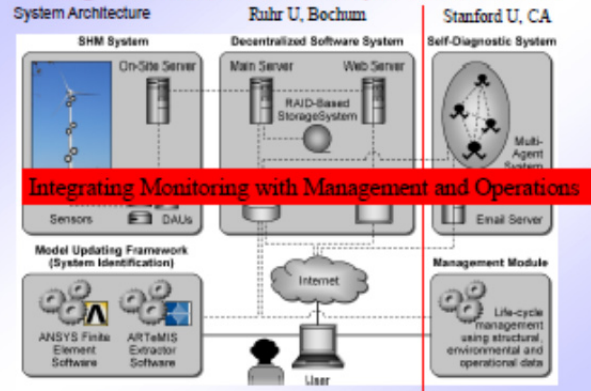 System Architecture
Ruhr U, Bochum
Stanford U, CA
SHM System
Decentralized Software System
Self-Diagnostic System
On-Site Server
Main Server
Web Server
RAID-Based
StorageSystem
Multi-
Agent
System
Integrating Monitoring with Management and Operations
Sensors
DAUs
Email Server
Model Updating Framework
(System Identification)
Management Module
Internet
ANSYS Finite
Element
Software
ARTeMIS
Extractor
Software
Life-cycle
management
using structural,
environmental and
operational data
User